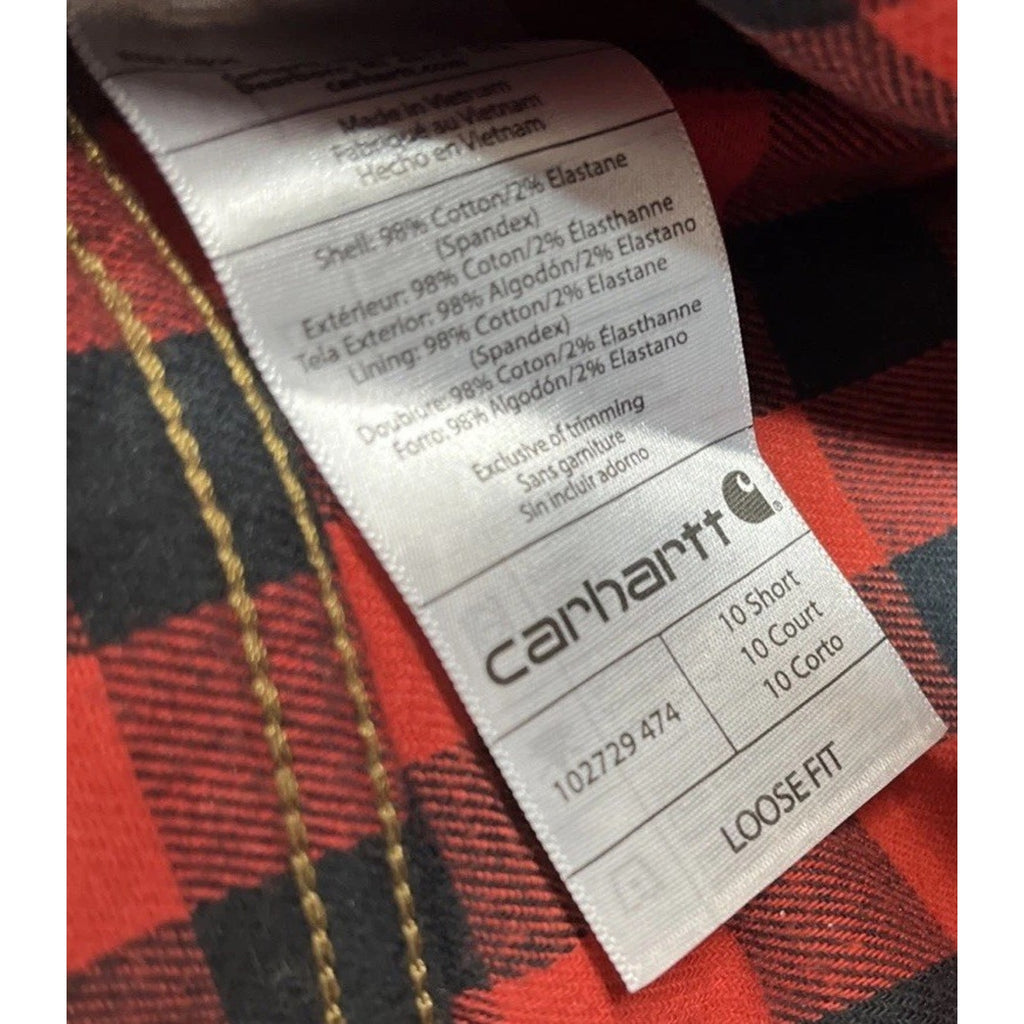 carhartt.com
Made in Vietnam
Fabriqué au Vietnam
Hecho en Vietnam
Shell: 98% Cotton/2% Elastane
(Spandex)
Extérieur: 98% Coton/2% Élasthanne
Tela Exterior: 98% Algodón/2% Elastano
Lining: 98% Cotton/2% Elastane
(Spandex)
Doublure: 98% Coton/2% Élasthanne
Forro: 98% Algodón/2% Elastano
Exclusive of trimming
Sans garniture
Sin incluir adorno
carhartt ®
102729 474
10 Short
10 Court
10 Corto
LOOSE FIT